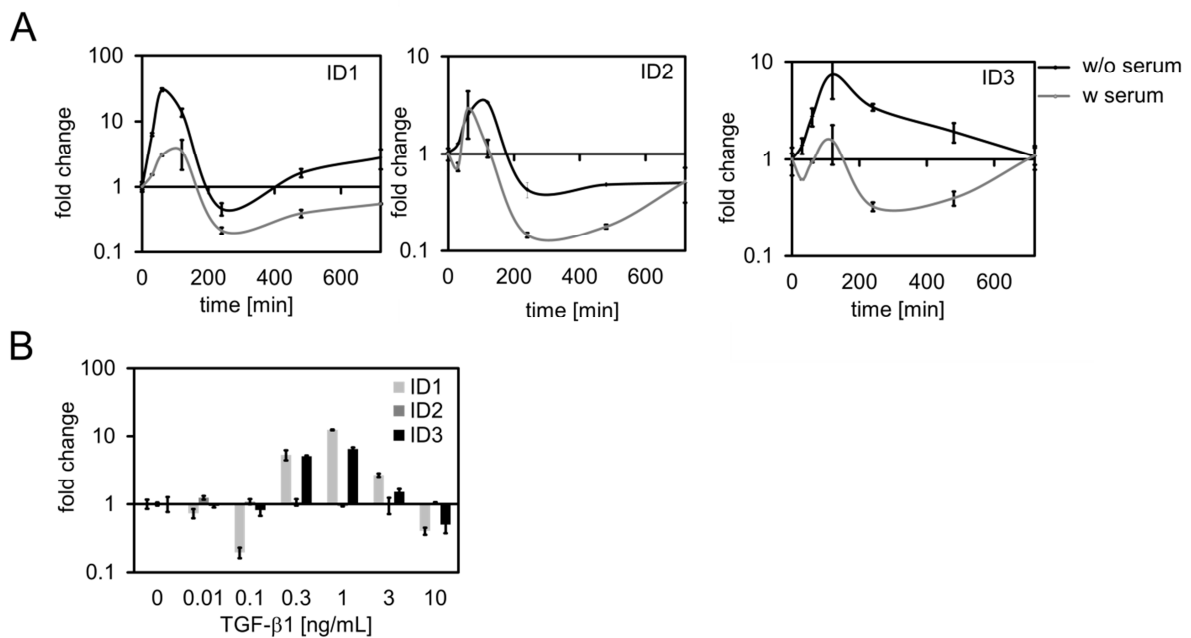 A
fold change
100
10
1
0.1
ID1
0 200 400 600
time [min]
10
1
0.1
ID2
0 200 400 600
time [min]
fold change
10
1
0.1
ID3
0 200 400 600
time [min]
w/o serum
w serum
B
fold change
100
10
1
0.1
ID1
ID2
ID3
0 0.01 0.1 0.3 1 3 10
TGF-β1 [ng/mL]